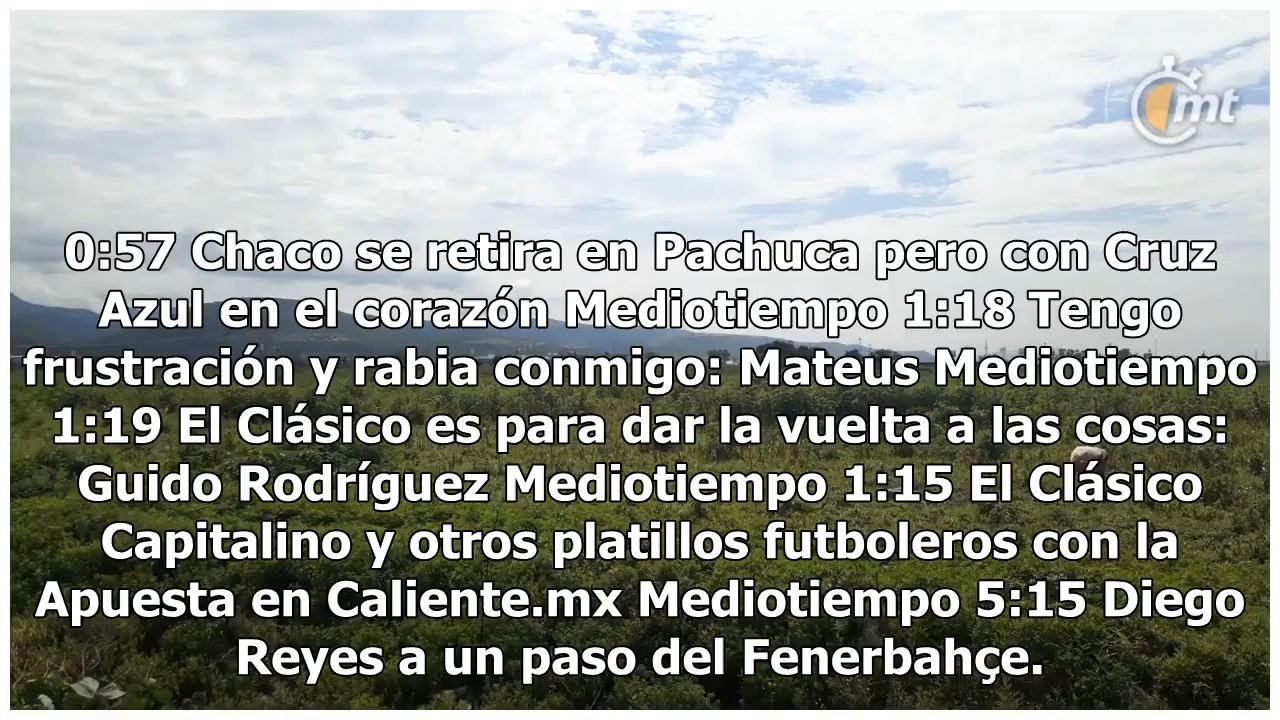 mt
0:57 Chaco se retira en Pachuca pero con Cruz
Azul en el corazón Mediotiempo 1:18 Tengo
frustración y rabia conmigo: Mateus Mediotiempo
1:19 El Clásico es para dar la vuelta a las cosas:
Guido Rodríguez Mediotiempo 1:15 El Clásico
Capitalino y otros platillos futboleros con la
Apuesta en Caliente.mx Mediotiempo 5:15 Diego
Reyes a un paso del Fenerbahçe.